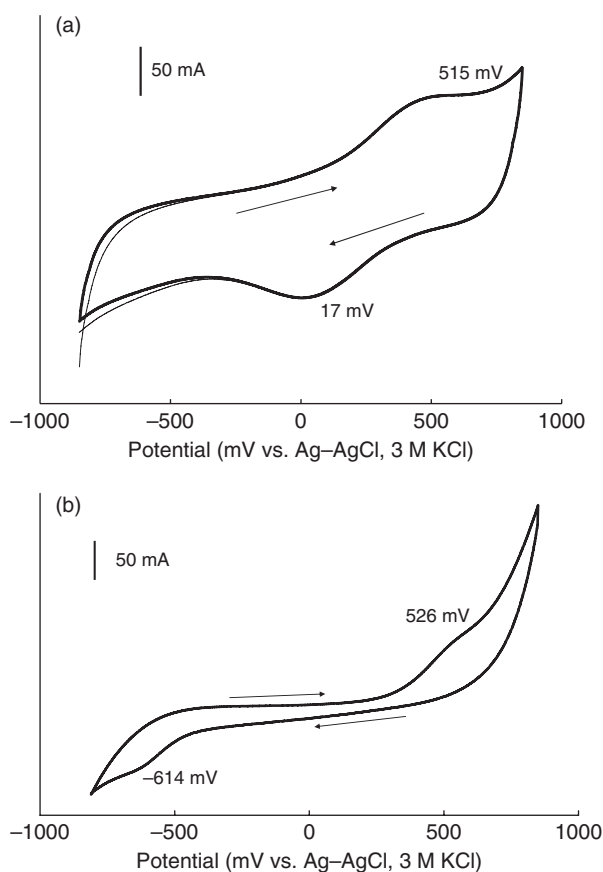 (a)
50 mA
515 mV
17 mV
−1000 −500 0 500 1000
Potential (mV vs. Ag–AgCl, 3 M KCl)
(b)
50 mA
526 mV
−614 mV
−1000 −500 0 500 1000
Potential (mV vs. Ag–AgCl, 3 M KCl)